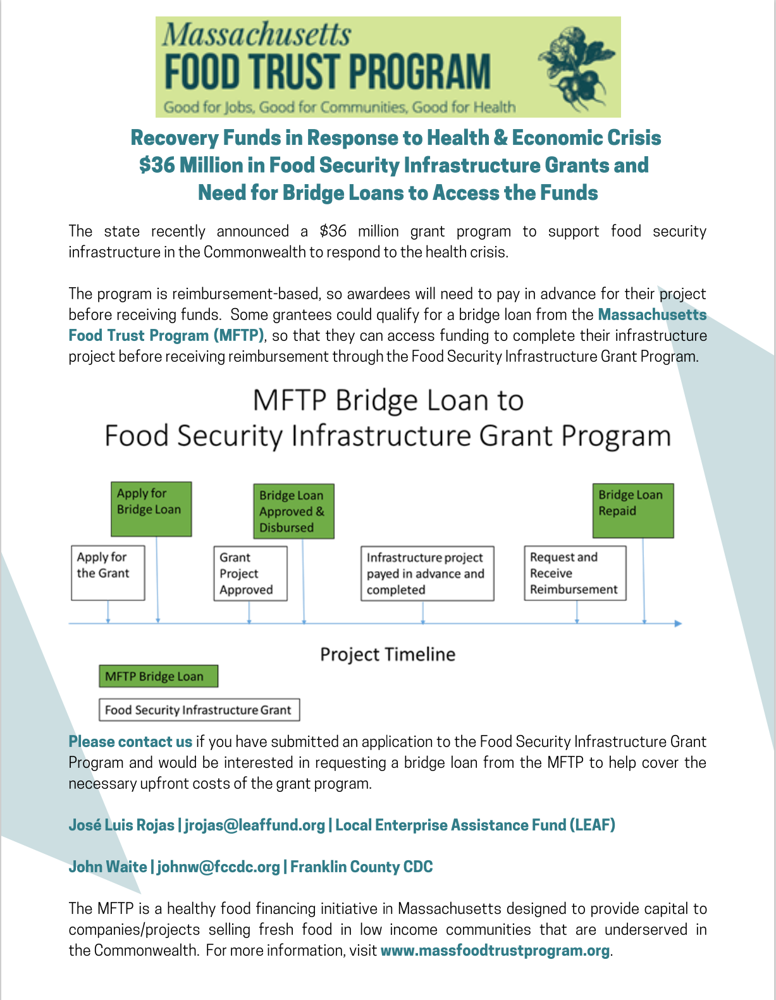 Massachusetts
FOOD TRUST PROGRAM
Good for Jobs, Good for Communities, Good for Health
Recovery Funds in Response to Health & Economic Crisis
$36 Million in Food Security Infrastructure Grants and
Need for Bridge Loans to Access the Funds
The state recently announced a $36 million grant program to support food security
infrastructure in the Commonwealth to respond to the health crisis.
The program is reimbursement-based, so awardees will need to pay in advance for their project
before receiving funds.  Some grantees could qualify for a bridge loan from the Massachusetts
Food Trust Program (MFTP), so that they can access funding to complete their infrastructure
project before receiving reimbursement through the Food Security Infrastructure Grant Program.
MFTP Bridge Loan to
Food Security Infrastructure Grant Program
Apply for
Bridge Loan
Bridge Loan
Approved &
Disbursed
Bridge Loan
Repaid
Apply for
the Grant
Grant
Project
Approved
Infrastructure project
payed in advance and
completed
Request and
Receive
Reimbursement
Project Timeline
MFTP Bridge Loan
Food Security Infrastructure Grant
Please contact us if you have submitted an application to the Food Security Infrastructure Grant
Program and would be interested in requesting a bridge loan from the MFTP to help cover the
necessary upfront costs of the grant program.
José Luis Rojas | jrojas@leaffund.org | Local Enterprise Assistance Fund (LEAF)
John Waite | johnw@fccdc.org | Franklin County CDC
The MFTP is a healthy food financing initiative in Massachusetts designed to provide capital to
companies/projects selling fresh food in low income communities that are underserved in
the Commonwealth.  For more information, visit www.massfoodtrustprogram.org.